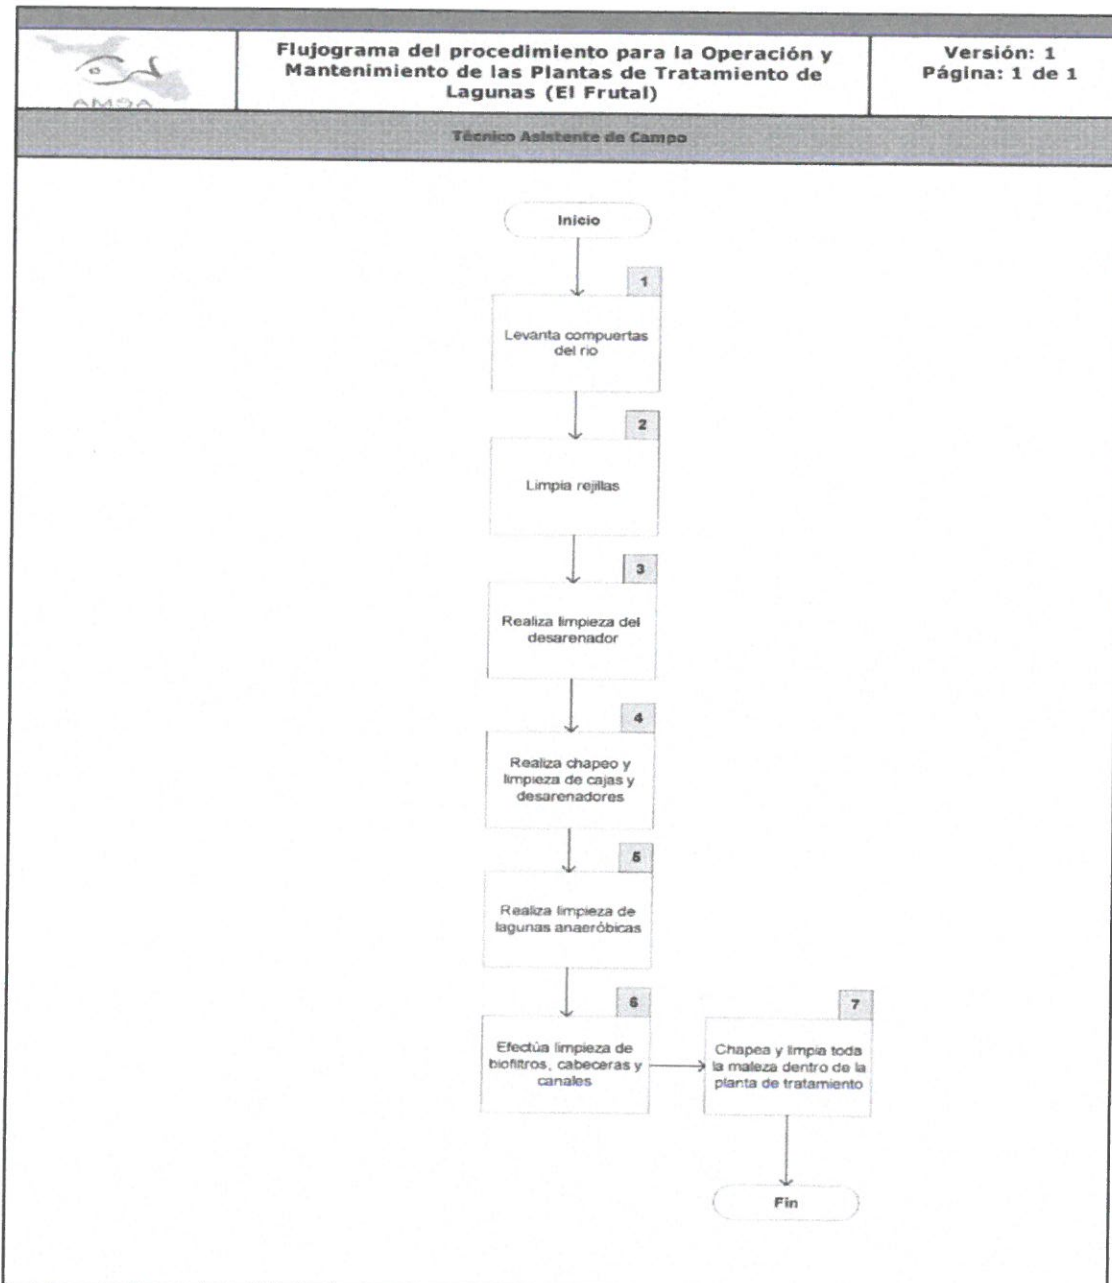 Flujograma del procedimiento para la Operación y
Mantenimiento de las Plantas de Tratamiento de
Lagunas (El Frutal)
Versión: 1
Página: 1 de 1
Técnico Asistente de Campo
Inicio
1
Levanta compuertas
del rio
2
Limpia rejillas
3
Realiza limpieza del
desarenador
4
Realiza chapeo y
limpieza de cajas y
desarenadores
5
Realiza limpieza de
lagunas anaeróbicas
6
Efectúa limpieza de
biofiltros, cabeceras y
canales
7
Chapea y limpia toda
la maleza dentro de la
planta de tratamiento
Fin